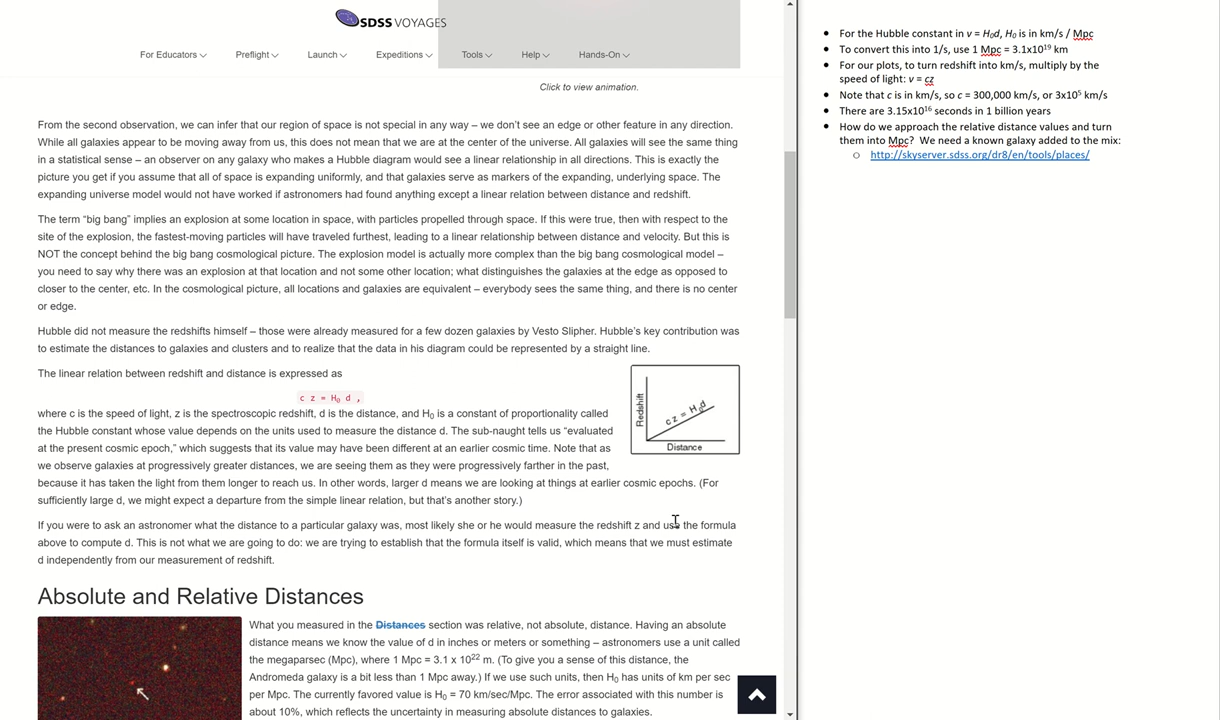 SDSS VOYAGES
For Educators Preflight Launch Expeditions Tools Help Hands-On
Click to view animation.
From the second observation, we can infer that our region of space is not special in any way – we don't see an edge or other feature in any direction.
While all galaxies appear to be moving away from us, this does not mean that we are at the center of the universe. All galaxies will see the same thing
in a statistical sense – an observer on any galaxy who makes a Hubble diagram would see a linear relationship in all directions. This is exactly the
picture you get if you assume that all of space is expanding uniformly, and that galaxies serve as markers of the expanding, underlying space. The
expanding universe model would not have worked if astronomers had found anything except a linear relation between distance and redshift.
The term "big bang" implies an explosion at some location in space, with particles propelled through space. If this were true, then with respect to the
site of the explosion, the fastest-moving particles will have traveled furthest, leading to a linear relationship between distance and velocity. But this is
NOT the concept behind the big bang cosmological picture. The explosion model is actually more complex than the big bang cosmological model –
you need to say why there was an explosion at that location and not some other location; what distinguishes the galaxies at the edge as opposed to
closer to the center, etc. In the cosmological picture, all locations and galaxies are equivalent – everybody sees the same thing, and there is no center
or edge.
Hubble did not measure the redshifts himself – those were already measured for a few dozen galaxies by Vesto Slipher. Hubble's key contribution was
to estimate the distances to galaxies and clusters and to realize that the data in his diagram could be represented by a straight line.
The linear relation between redshift and distance is expressed as
c z = H₀ d ,
where c is the speed of light, z is the spectroscopic redshift, d is the distance, and H₀ is a constant of proportionality called
the Hubble constant whose value depends on the units used to measure the distance d. The sub-naught tells us "evaluated
at the present cosmic epoch," which suggests that its value may have been different at an earlier cosmic time. Note that as
we observe galaxies at progressively greater distances, we are seeing them as they were progressively farther in the past,
because it has taken the light from them longer to reach us. In other words, larger d means we are looking at things at earlier cosmic epochs. (For
sufficiently large d, we might expect a departure from the simple linear relation, but that's another story.)
Redshift
c z = H₀d
Distance
If you were to ask an astronomer what the distance to a particular galaxy was, most likely she or he would measure the redshift z and use the formula
above to compute d. This is not what we are going to do: we are trying to establish that the formula itself is valid, which means that we must estimate
d independently from our measurement of redshift.
Absolute and Relative Distances
What you measured in the Distances section was relative, not absolute, distance. Having an absolute
distance means we know the value of d in inches or meters or something – astronomers use a unit called
the megaparsec (Mpc), where 1 Mpc = 3.1 x 10²² m. (To give you a sense of this distance, the
Andromeda galaxy is a bit less than 1 Mpc away.) If we use such units, then H₀ has units of km per sec
per Mpc. The currently favored value is H₀ = 70 km/sec/Mpc. The error associated with this number is
about 10%, which reflects the uncertainty in measuring absolute distances to galaxies.
• For the Hubble constant in v = H₀d, H₀ is in km/s / Mpc
• To convert this into 1/s, use 1 Mpc = 3.1x10¹⁹ km
• For our plots, to turn redshift into km/s, multiply by the
speed of light: v = cz
• Note that c is in km/s, so c = 300,000 km/s, or 3x10⁵ km/s
• There are 3.15x10¹⁶ seconds in 1 billion years
• How do we approach the relative distance values and turn
them into Mpc? We need a known galaxy added to the mix:
○ http://skyserver.sdss.org/dr8/en/tools/places/